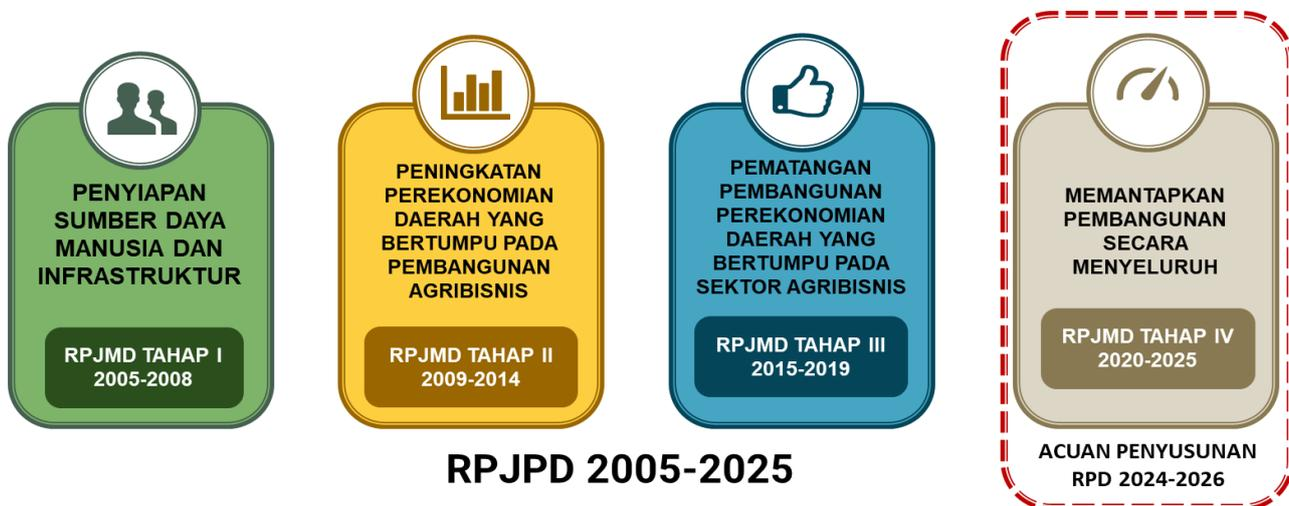 PENYIAPAN
SUMBER DAYA
MANUSIA DAN
INFRASTRUKTUR
RPJMD TAHAP I
2005-2008
PENINGKATAN
PEREKONOMIAN
DAERAH YANG
BERTUMPU PADA
PEMBANGUNAN
AGRIBISNIS
RPJMD TAHAP II
2009-2014
PEMATANGAN
PEMBANGUNAN
PEREKONOMIAN
DAERAH YANG
BERTUMPU PADA
SEKTOR AGRIBISNIS
RPJMD TAHAP III
2015-2019
MEMANTAPKAN
PEMBANGUNAN
SECARA
MENYELURUH
RPJMD TAHAP IV
2020-2025
ACUAN PENYUSUNAN
RPD 2024-2026
RPJPD 2005-2025